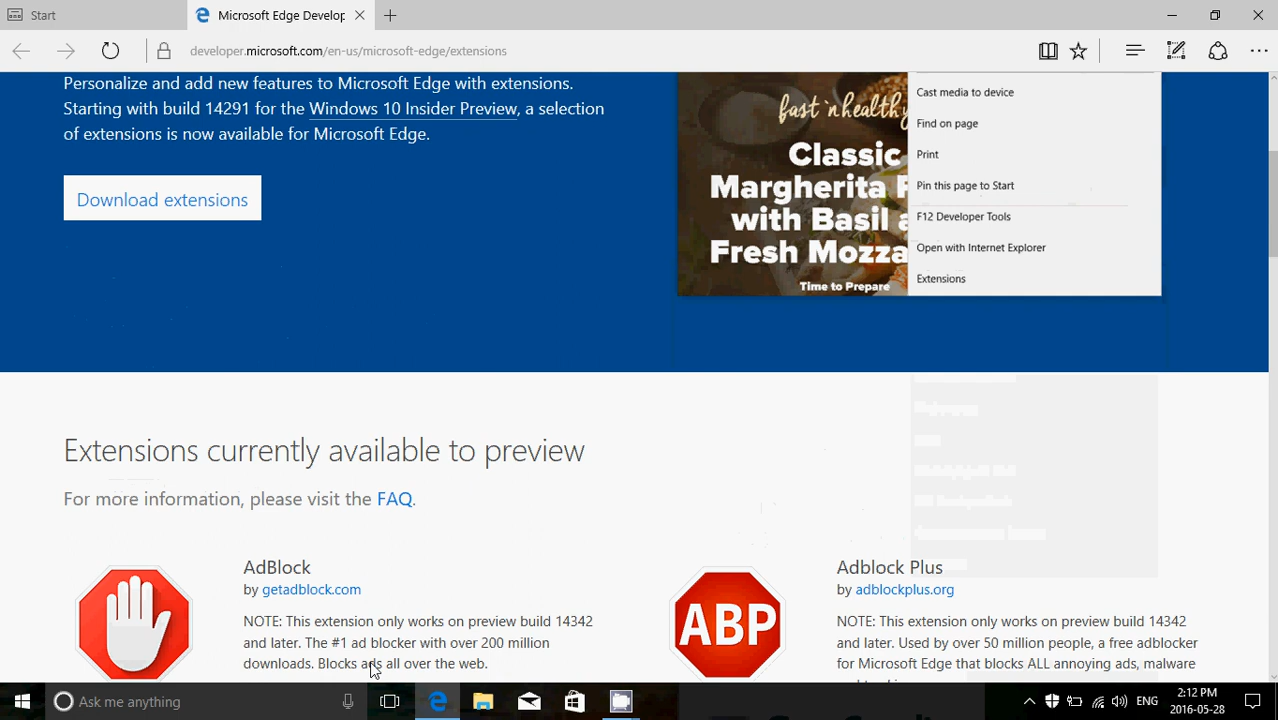 Start
Microsoft Edge Develop
developer.microsoft.com/en-us/microsoft-edge/extensions
Personalize and add new features to Microsoft Edge with extensions.
Starting with build 14291 for the Windows 10 Insider Preview, a selection
of extensions is now available for Microsoft Edge.
Download extensions
fast 'n healthy
Classic
Margherita
with Basil
Fresh Mozza
Time to Prepare
Cast media to device
Find on page
Print
Pin this page to Start
F12 Developer Tools
Open with Internet Explorer
Extensions
Extensions currently available to preview
For more information, please visit the FAQ.
AdBlock
by getadblock.com
NOTE: This extension only works on preview build 14342
and later. The #1 ad blocker with over 200 million
downloads. Blocks ads all over the web.
ABP
Adblock Plus
by adblockplus.org
NOTE: This extension only works on preview build 14342
and later. Used by over 50 million people, a free adblocker
for Microsoft Edge that blocks ALL annoying ads, malware
Ask me anything
ENG
2:12 PM
2016-05-28